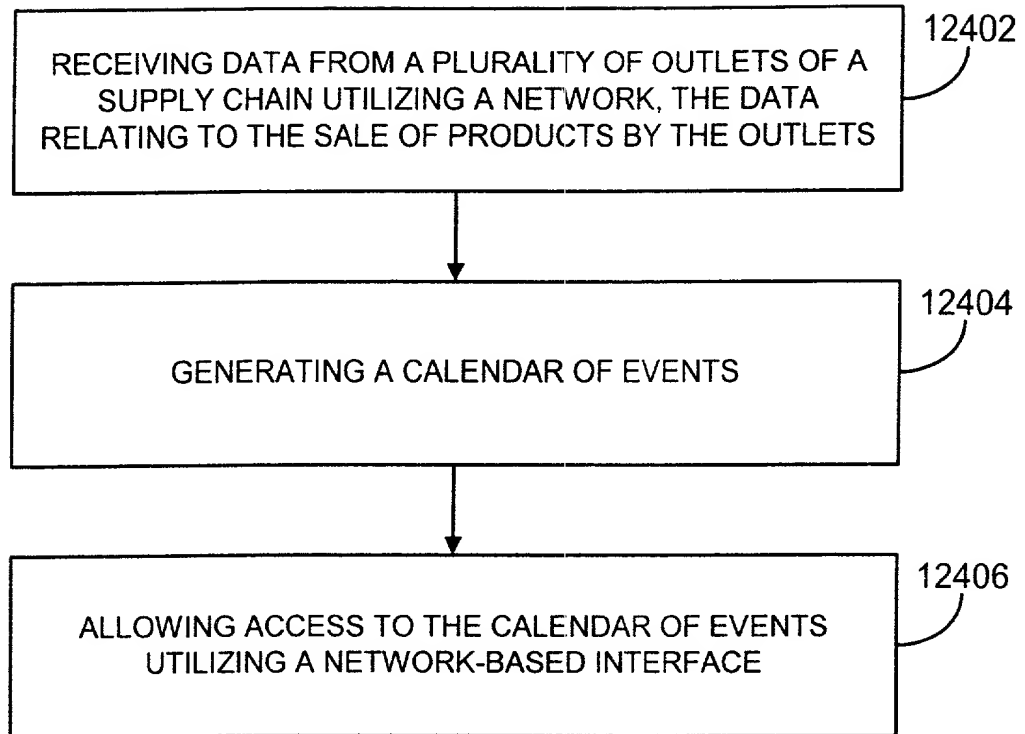 12402
RECEIVING DATA FROM A PLURALITY OF OUTLETS OF A
SUPPLY CHAIN UTILIZING A NETWORK, THE DATA
RELATING TO THE SALE OF PRODUCTS BY THE OUTLETS
12404
GENERATING A CALENDAR OF EVENTS
12406
ALLOWING ACCESS TO THE CALENDAR OF EVENTS
UTILIZING A NETWORK-BASED INTERFACE